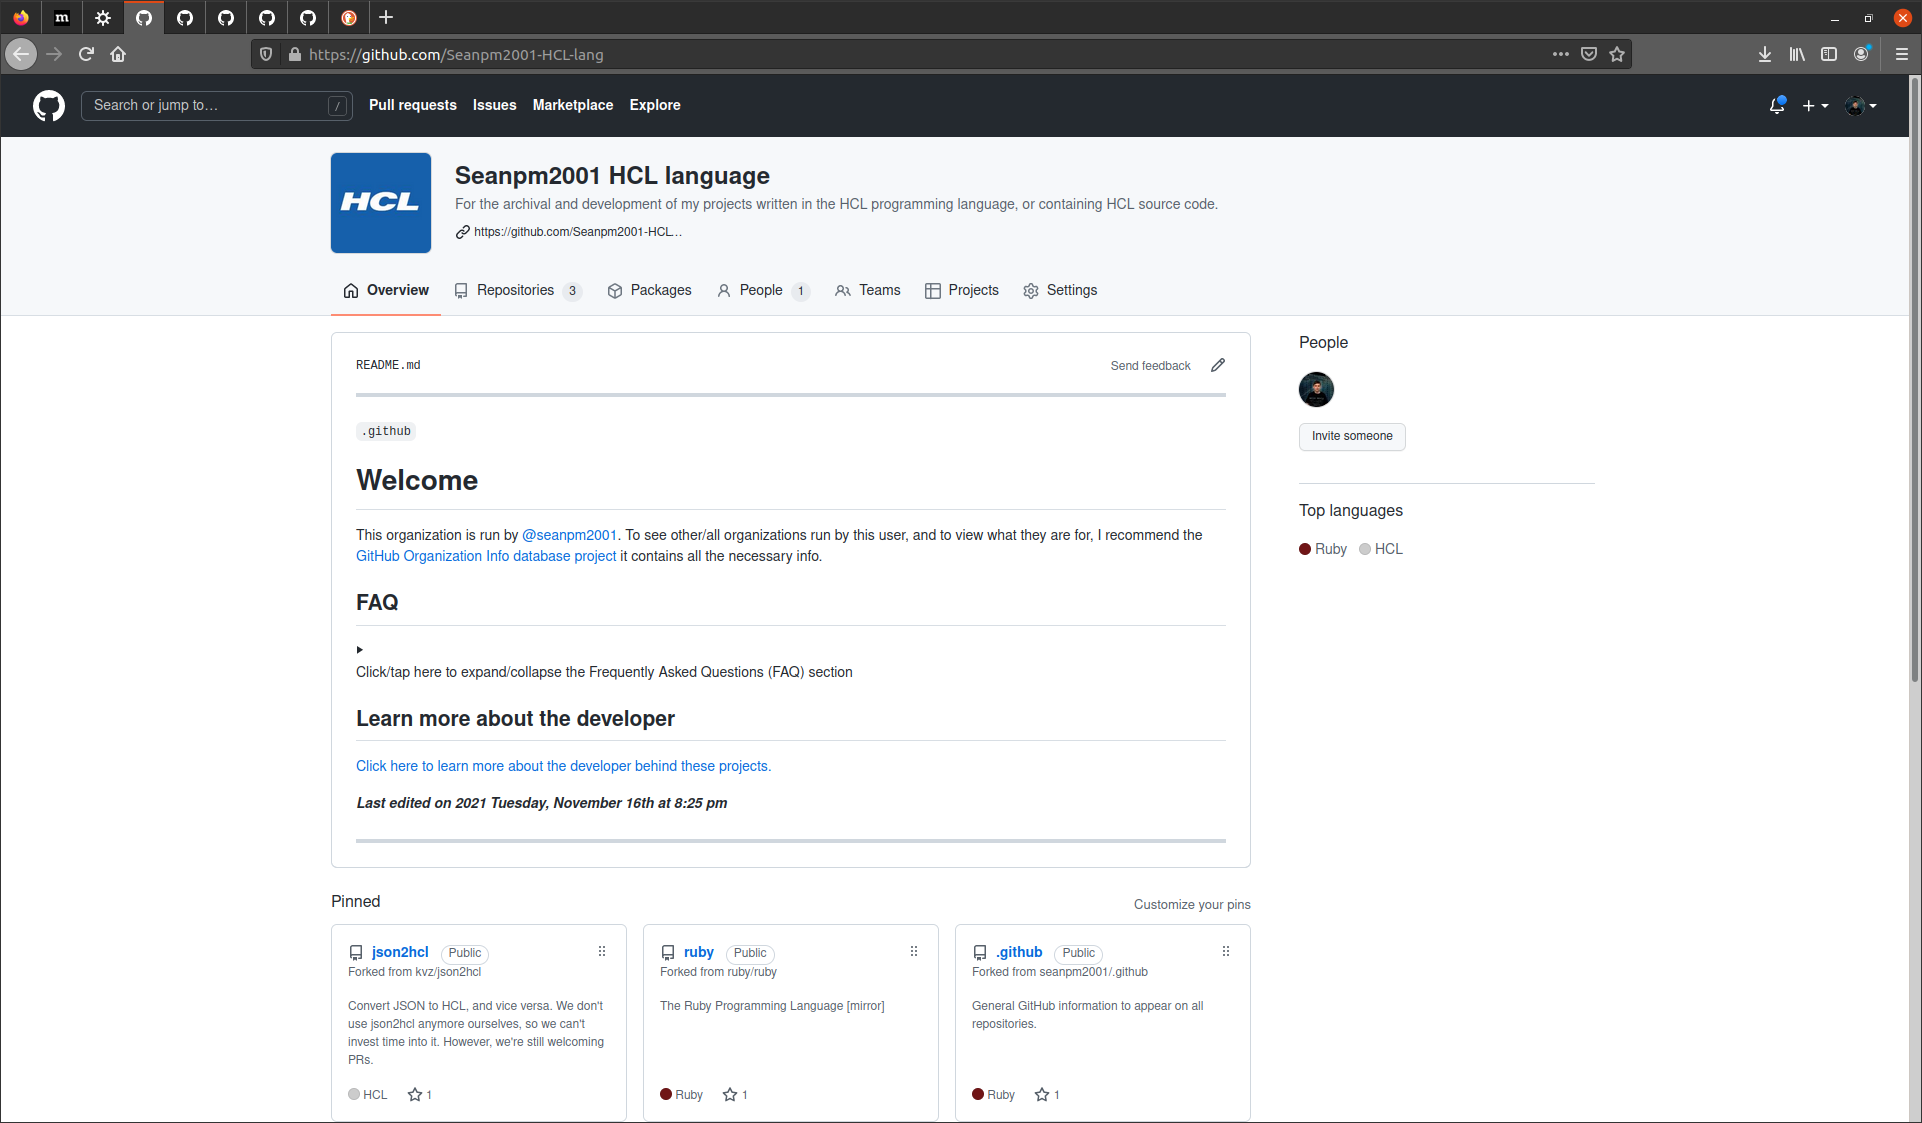 m
https://github.com/Seanpm2001-HCL-lang
Search or jump to… /
Pull requests Issues Marketplace Explore
HCL
Seanpm2001 HCL language
For the archival and development of my projects written in the HCL programming language, or containing HCL source code.
https://github.com/Seanpm2001-HCL…
Overview Repositories 3 Packages People 1 Teams Projects Settings
README.md Send feedback
.github
Welcome
This organization is run by @seanpm2001. To see other/all organizations run by this user, and to view what they are for, I recommend the
GitHub Organization Info database project it contains all the necessary info.
FAQ
Click/tap here to expand/collapse the Frequently Asked Questions (FAQ) section
Learn more about the developer
Click here to learn more about the developer behind these projects.
Last edited on 2021 Tuesday, November 16th at 8:25 pm
People
Invite someone
Top languages
Ruby HCL
Pinned Customize your pins
json2hcl Public
Forked from kvz/json2hcl
Convert JSON to HCL, and vice versa. We don't
use json2hcl anymore ourselves, so we can't
invest time into it. However, we're still welcoming
PRs.
HCL 1
ruby Public
Forked from ruby/ruby
The Ruby Programming Language [mirror]
Ruby 1
.github Public
Forked from seanpm2001/.github
General GitHub information to appear on all
repositories.
Ruby 1